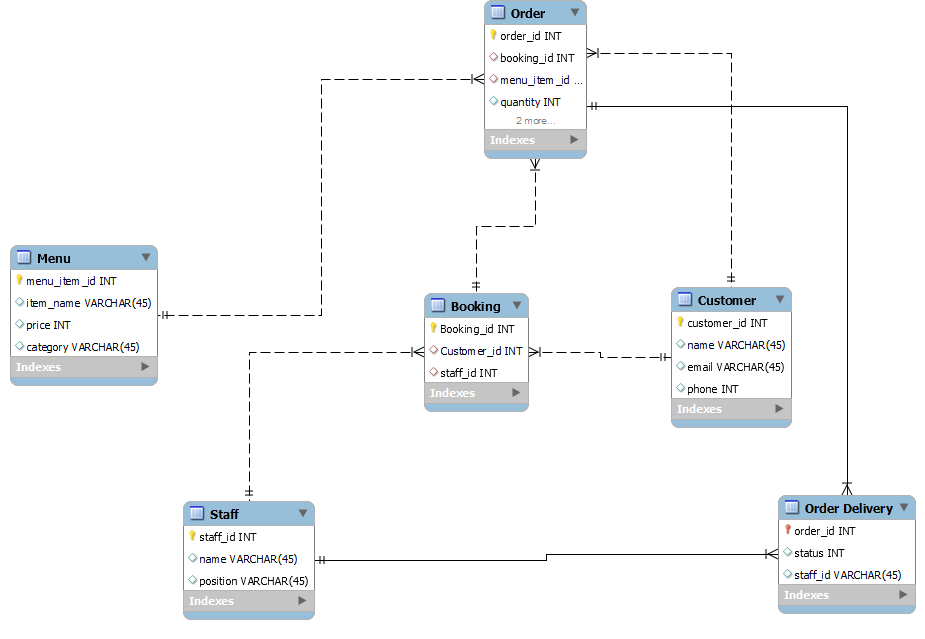 Order
order_id INT
booking_id INT
menu_item_id ...
quantity INT
2 more...
Indexes
Menu
menu_item_id INT
item_name VARCHAR(45)
price INT
category VARCHAR(45)
Indexes
Booking
Booking_id INT
Customer_id INT
staff_id INT
Indexes
Customer
customer_id INT
name VARCHAR(45)
email VARCHAR(45)
phone INT
Indexes
Staff
staff_id INT
name VARCHAR(45)
position VARCHAR(45)
Indexes
Order Delivery
order_id INT
status INT
staff_id VARCHAR(45)
Indexes